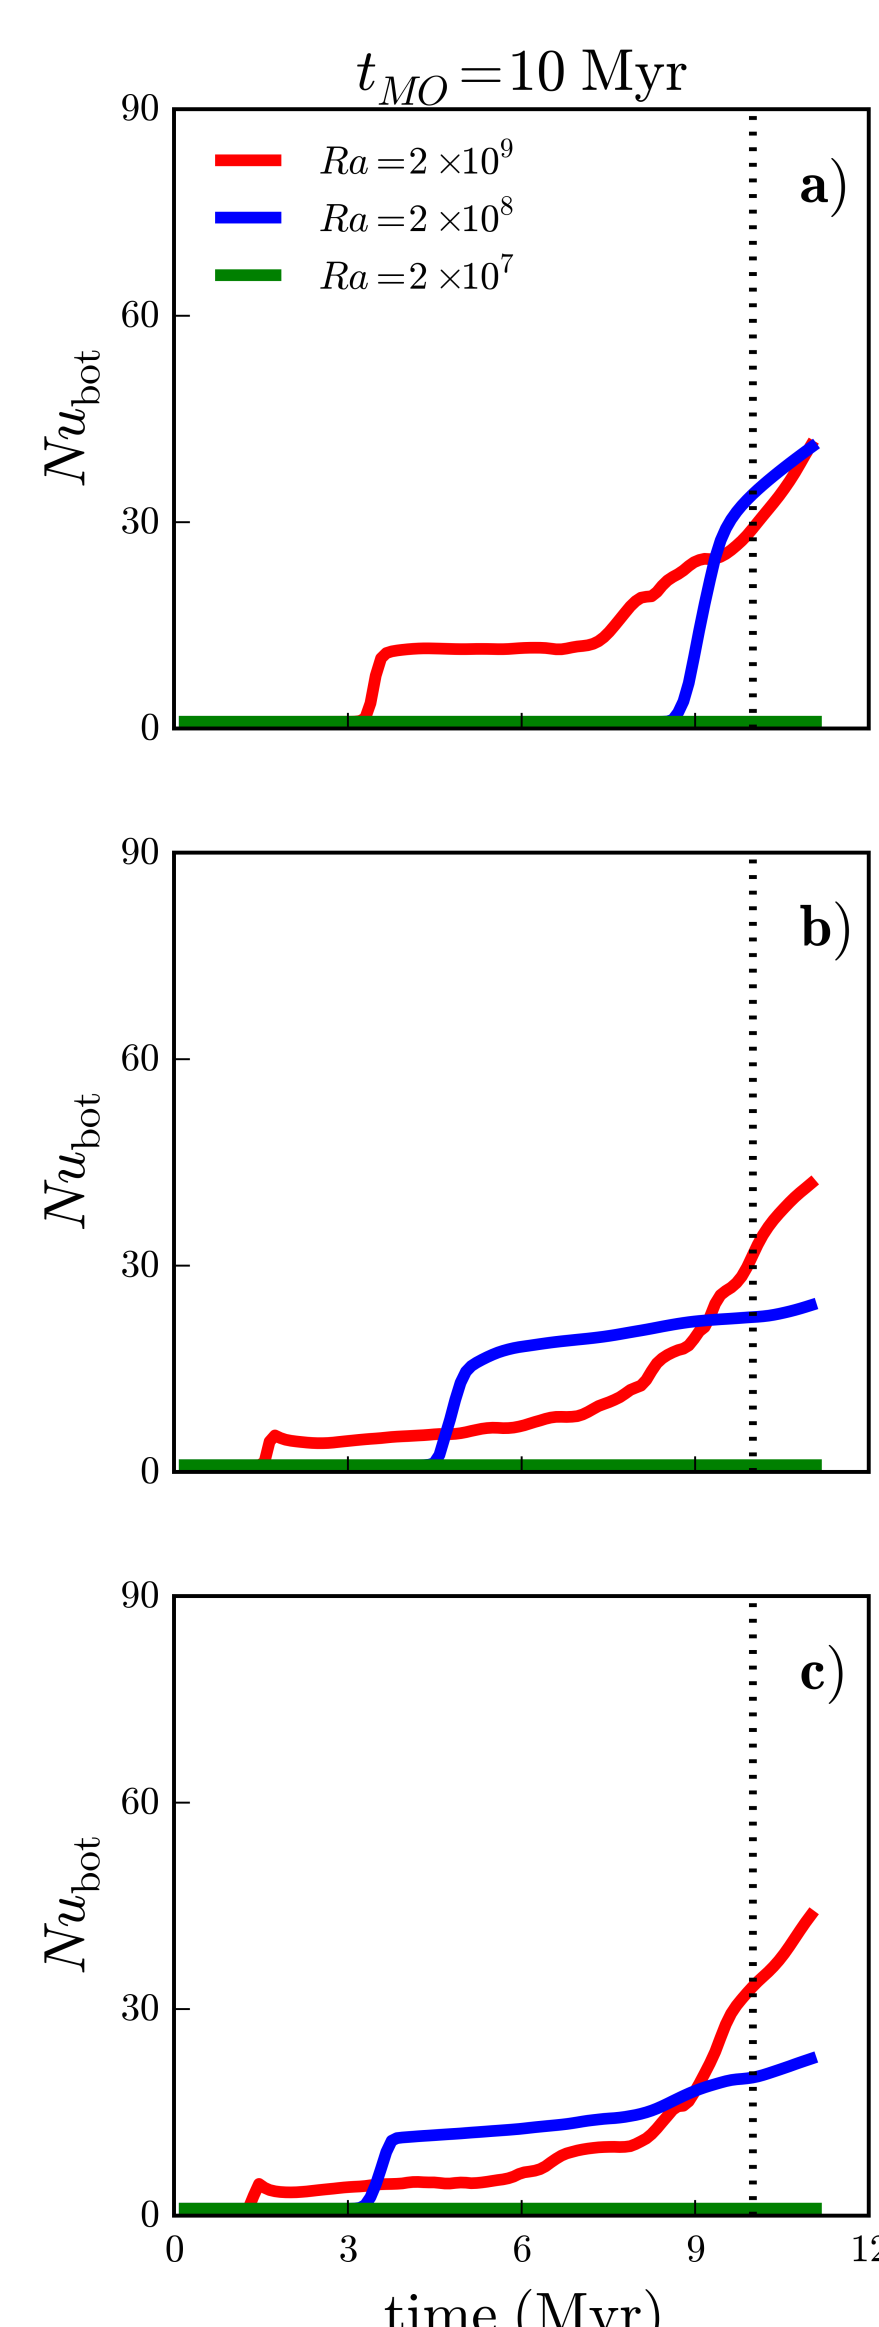 t_MO = 10 Myr
90
Ra = 2 ×10^9
a)
Ra = 2 ×10^8
Ra = 2 ×10^7
60
Nu_bot
30
0
90
b)
60
Nu_bot
30
0
90
c)
60
Nu_bot
30
0
0 3 6 9 12
time (Myr)